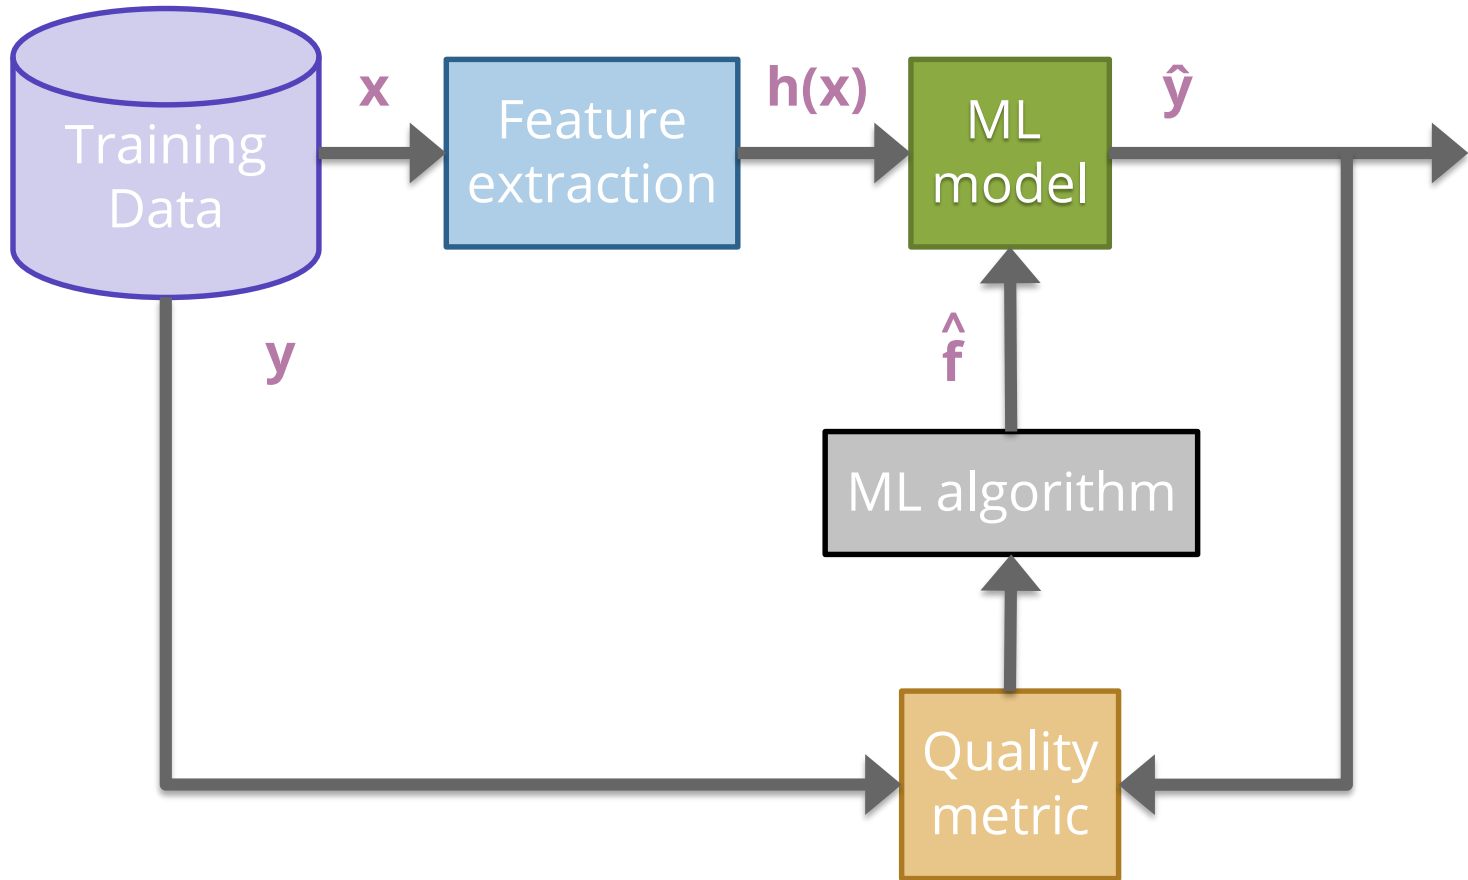 Training
Data
x
Feature
extraction
h(x)
ML
model
ŷ
y
f̂
ML algorithm
Quality
metric